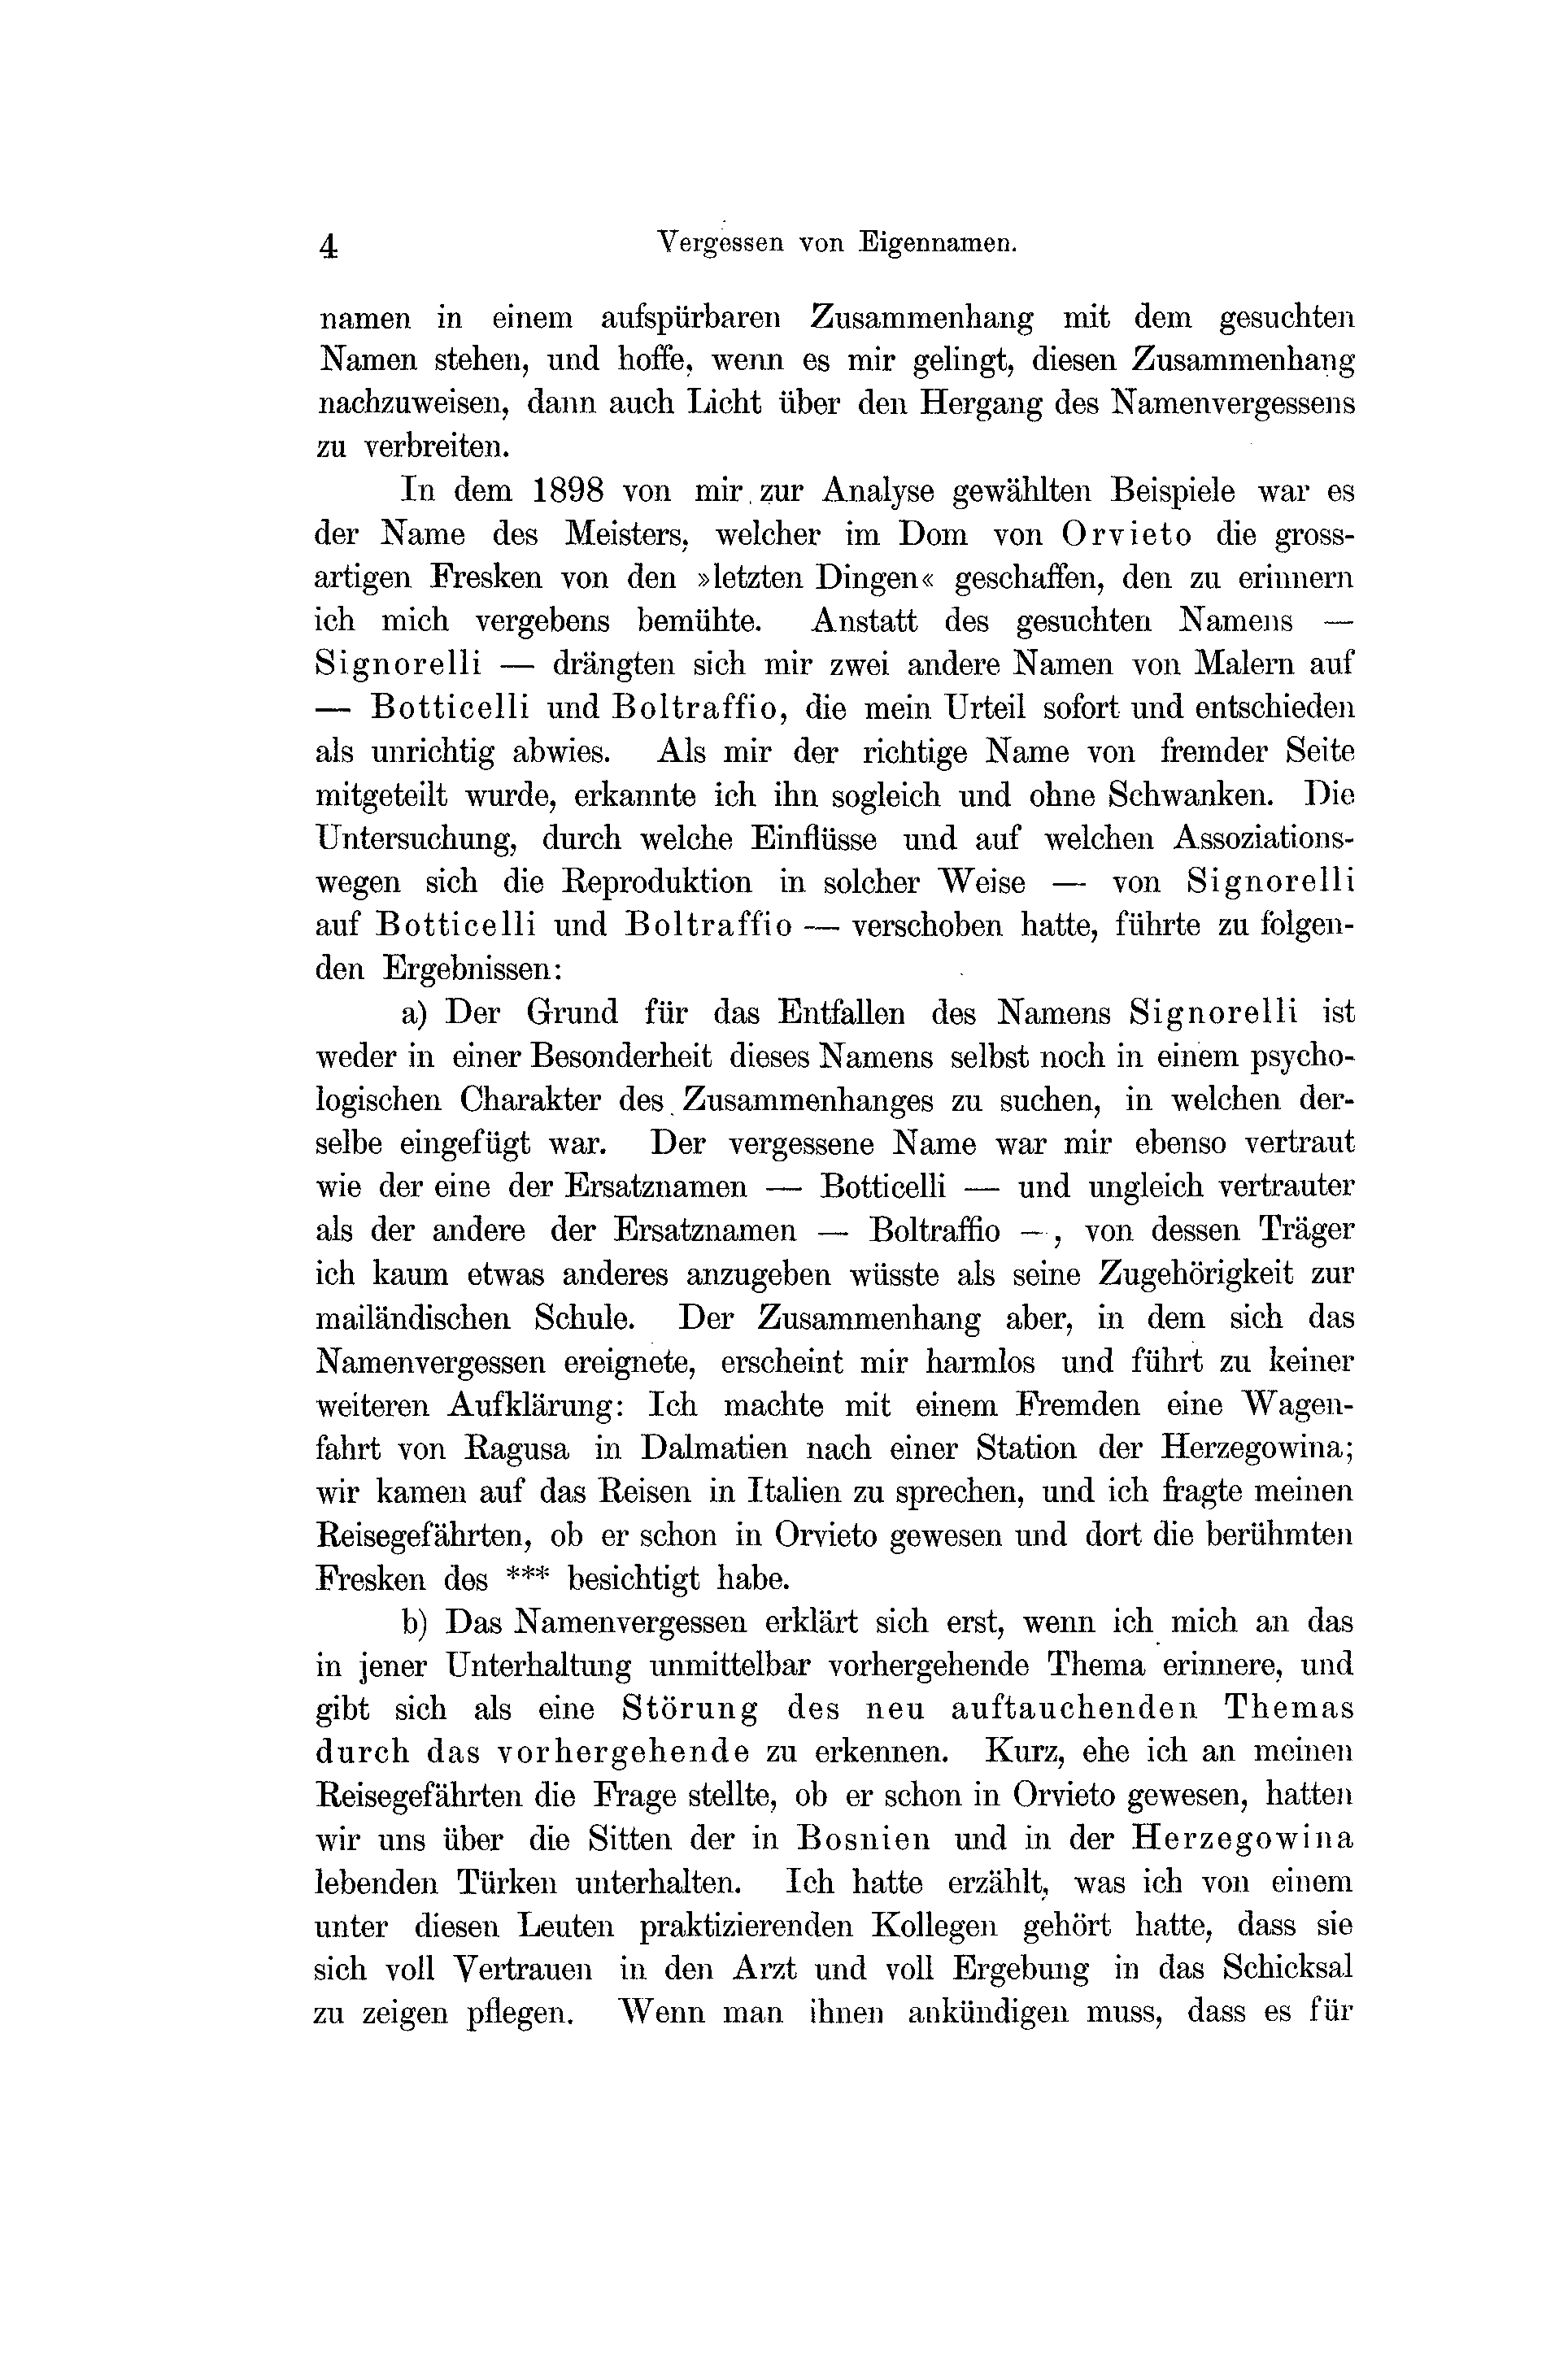 4 Vergessen von Eigennamen.
namen in einem aufspürbaren Zusammenhang mit dem gesuchten
Namen stehen, und hoffe, wenn es mir gelingt, diesen Zusammenhang
nachzuweisen, dann auch Licht über den Hergang des Namenvergessens
zu verbreiten.
In dem 1898 von mir zur Analyse gewählten Beispiele war es
der Name des Meisters, welcher im Dom von Orvieto die gross-
artigen Fresken von den »letzten Dingen« geschaffen, den zu erinnern
ich mich vergebens bemühte. Anstatt des gesuchten Namens —
Signorelli — drängten sich mir zwei andere Namen von Malern auf
— Botticelli und Boltraffio, die mein Urteil sofort und entschieden
als unrichtig abwies. Als mir der richtige Name von fremder Seite
mitgeteilt wurde, erkannte ich ihn sogleich und ohne Schwanken. Die
Untersuchung, durch welche Einflüsse und auf welchen Assoziations-
wegen sich die Reproduktion in solcher Weise — von Signorelli
auf Botticelli und Boltraffio — verschoben hatte, führte zu folgen-
den Ergebnissen:
a) Der Grund für das Entfallen des Namens Signorelli ist
weder in einer Besonderheit dieses Namens selbst noch in einem psycho-
logischen Charakter des Zusammenhanges zu suchen, in welchen der-
selbe eingefügt war. Der vergessene Name war mir ebenso vertraut
wie der eine der Ersatznamen — Botticelli — und ungleich vertrauter
als der andere der Ersatznamen — Boltraffio —, von dessen Träger
ich kaum etwas anderes anzugeben wüsste als seine Zugehörigkeit zur
mailändischen Schule. Der Zusammenhang aber, in dem sich das
Namenvergessen ereignete, erscheint mir harmlos und führt zu keiner
weiteren Aufklärung: Ich machte mit einem Fremden eine Wagen-
fahrt von Ragusa in Dalmatien nach einer Station der Herzegowina;
wir kamen auf das Reisen in Italien zu sprechen, und ich fragte meinen
Reisegefährten, ob er schon in Orvieto gewesen und dort die berühmten
Fresken des *** besichtigt habe.
b) Das Namenvergessen erklärt sich erst, wenn ich mich an das
in jener Unterhaltung unmittelbar vorhergehende Thema erinnere, und
gibt sich als eine Störung des neu auftauchenden Themas
durch das vorhergehende zu erkennen. Kurz, ehe ich an meinen
Reisegefährten die Frage stellte, ob er schon in Orvieto gewesen, hatten
wir uns über die Sitten der in Bosnien und in der Herzegowina
lebenden Türken unterhalten. Ich hatte erzählt, was ich von einem
unter diesen Leuten praktizierenden Kollegen gehört hatte, dass sie
sich voll Vertrauen in den Arzt und voll Ergebung in das Schicksal
zu zeigen pflegen. Wenn man ihnen ankündigen muss, dass es für